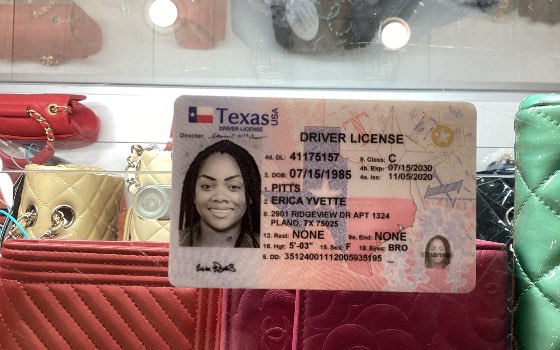 Texas USA
DRIVER LICENSE
Director,
DRIVER LICENSE
4d. DL: 41175157 9. Class: C
4b. Exp: 07/15/2030
3. DOB: 07/15/1985 4a. Iss: 11/05/2020
1. PITTS
2. ERICA YVETTE
8. 2901 RIDGEVIEW DR APT 1324
PLANO, TX 75025
12. Rest: NONE 9a. End: NONE
16. Hgt: 5'-03" 15. Sex: F 18. Eyes: BRO
5. DD: 35124001112005935195